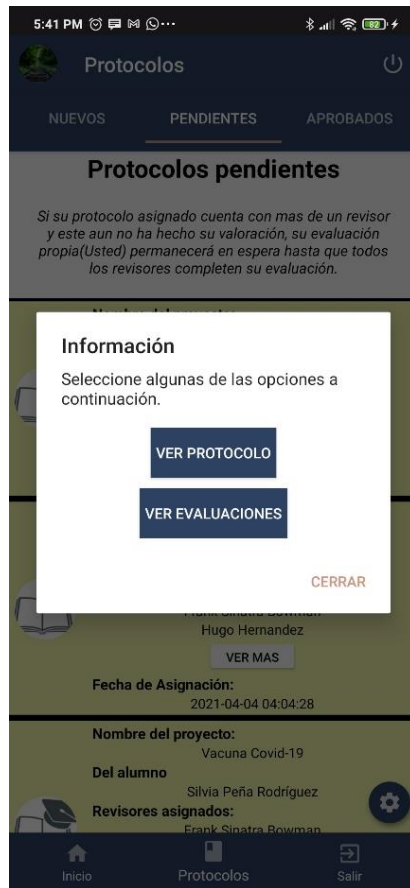 5:41 PM
82
Protocolos
NUEVOS PENDIENTES APROBADOS
Protocolos pendientes
Si su protocolo asignado cuenta con mas de un revisor
y este aun no ha hecho su valoración, su evaluación
propia(Usted) permanecerá en espera hasta que todos
los revisores completen su evaluación.
Información
Seleccione algunas de las opciones a
continuación.
VER PROTOCOLO
VER EVALUACIONES
CERRAR
Hugo Hernandez
VER MAS
Fecha de Asignación:
2021-04-04 04:04:28
Nombre del proyecto:
Vacuna Covid-19
Del alumno
Silvia Peña Rodríguez
Revisores asignados:
Frank Sinatra Bowman
Inicio Protocolos Salir